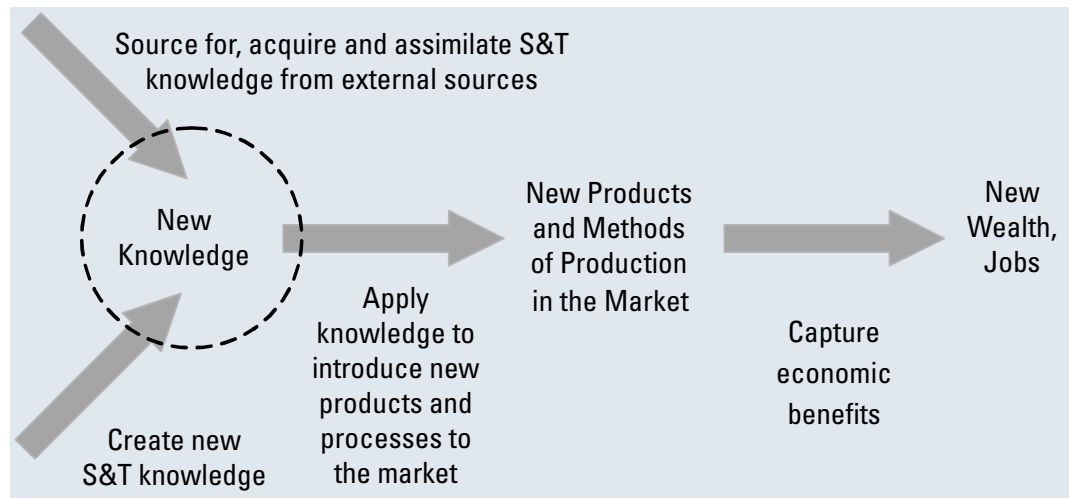 Source for, acquire and assimilate S&T
knowledge from external sources
New
Knowledge
Create new
S&T knowledge
Apply
knowledge to
introduce new
products and
processes to
the market
New Products
and Methods
of Production
in the Market
Capture
economic
benefits
New
Wealth,
Jobs